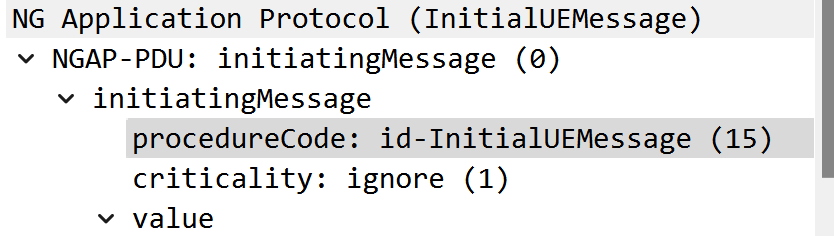 NG Application Protocol (InitialUEMessage)
NGAP-PDU: initiatingMessage (0)
initiatingMessage
procedureCode: id-InitialUEMessage (15)
criticality: ignore (1)
value